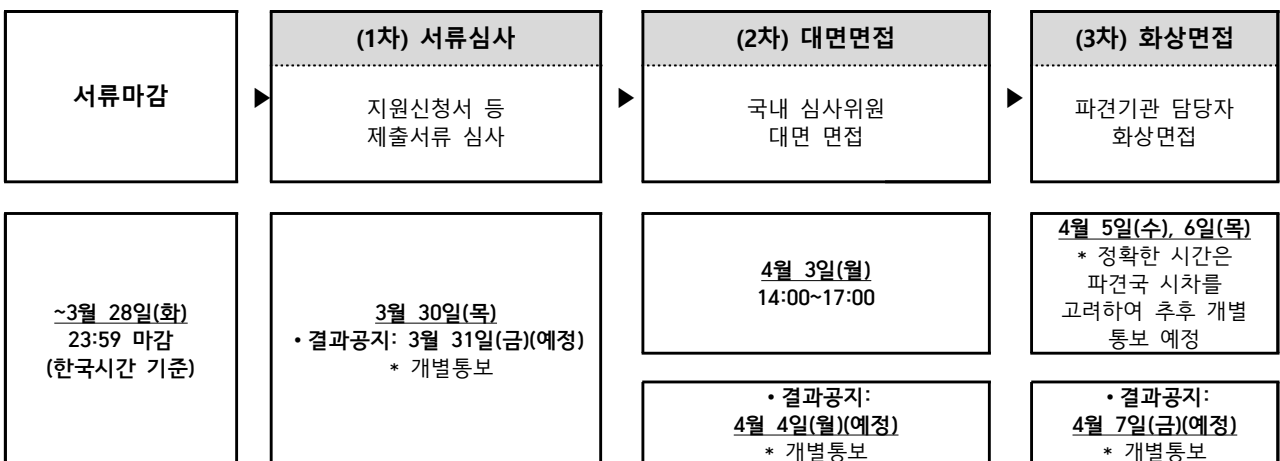 서류마감
(1차) 서류심사
지원신청서 등
제출서류 심사
(2차) 대면면접
국내 심사위원
대면 면접
(3차) 화상면접
파견기관 담당자
화상면접
~3월 28일(화)
23:59 마감
(한국시간 기준)
3월 30일(목)
• 결과공지: 3월 31일(금)(예정)
* 개별통보
4월 3일(월)
14:00~17:00
• 결과공지:
4월 4일(월)(예정)
* 개별통보
4월 5일(수), 6일(목)
* 정확한 시간은
파견국 시차를
고려하여 추후 개별
통보 예정
• 결과공지:
4월 7일(금)(예정)
* 개별통보